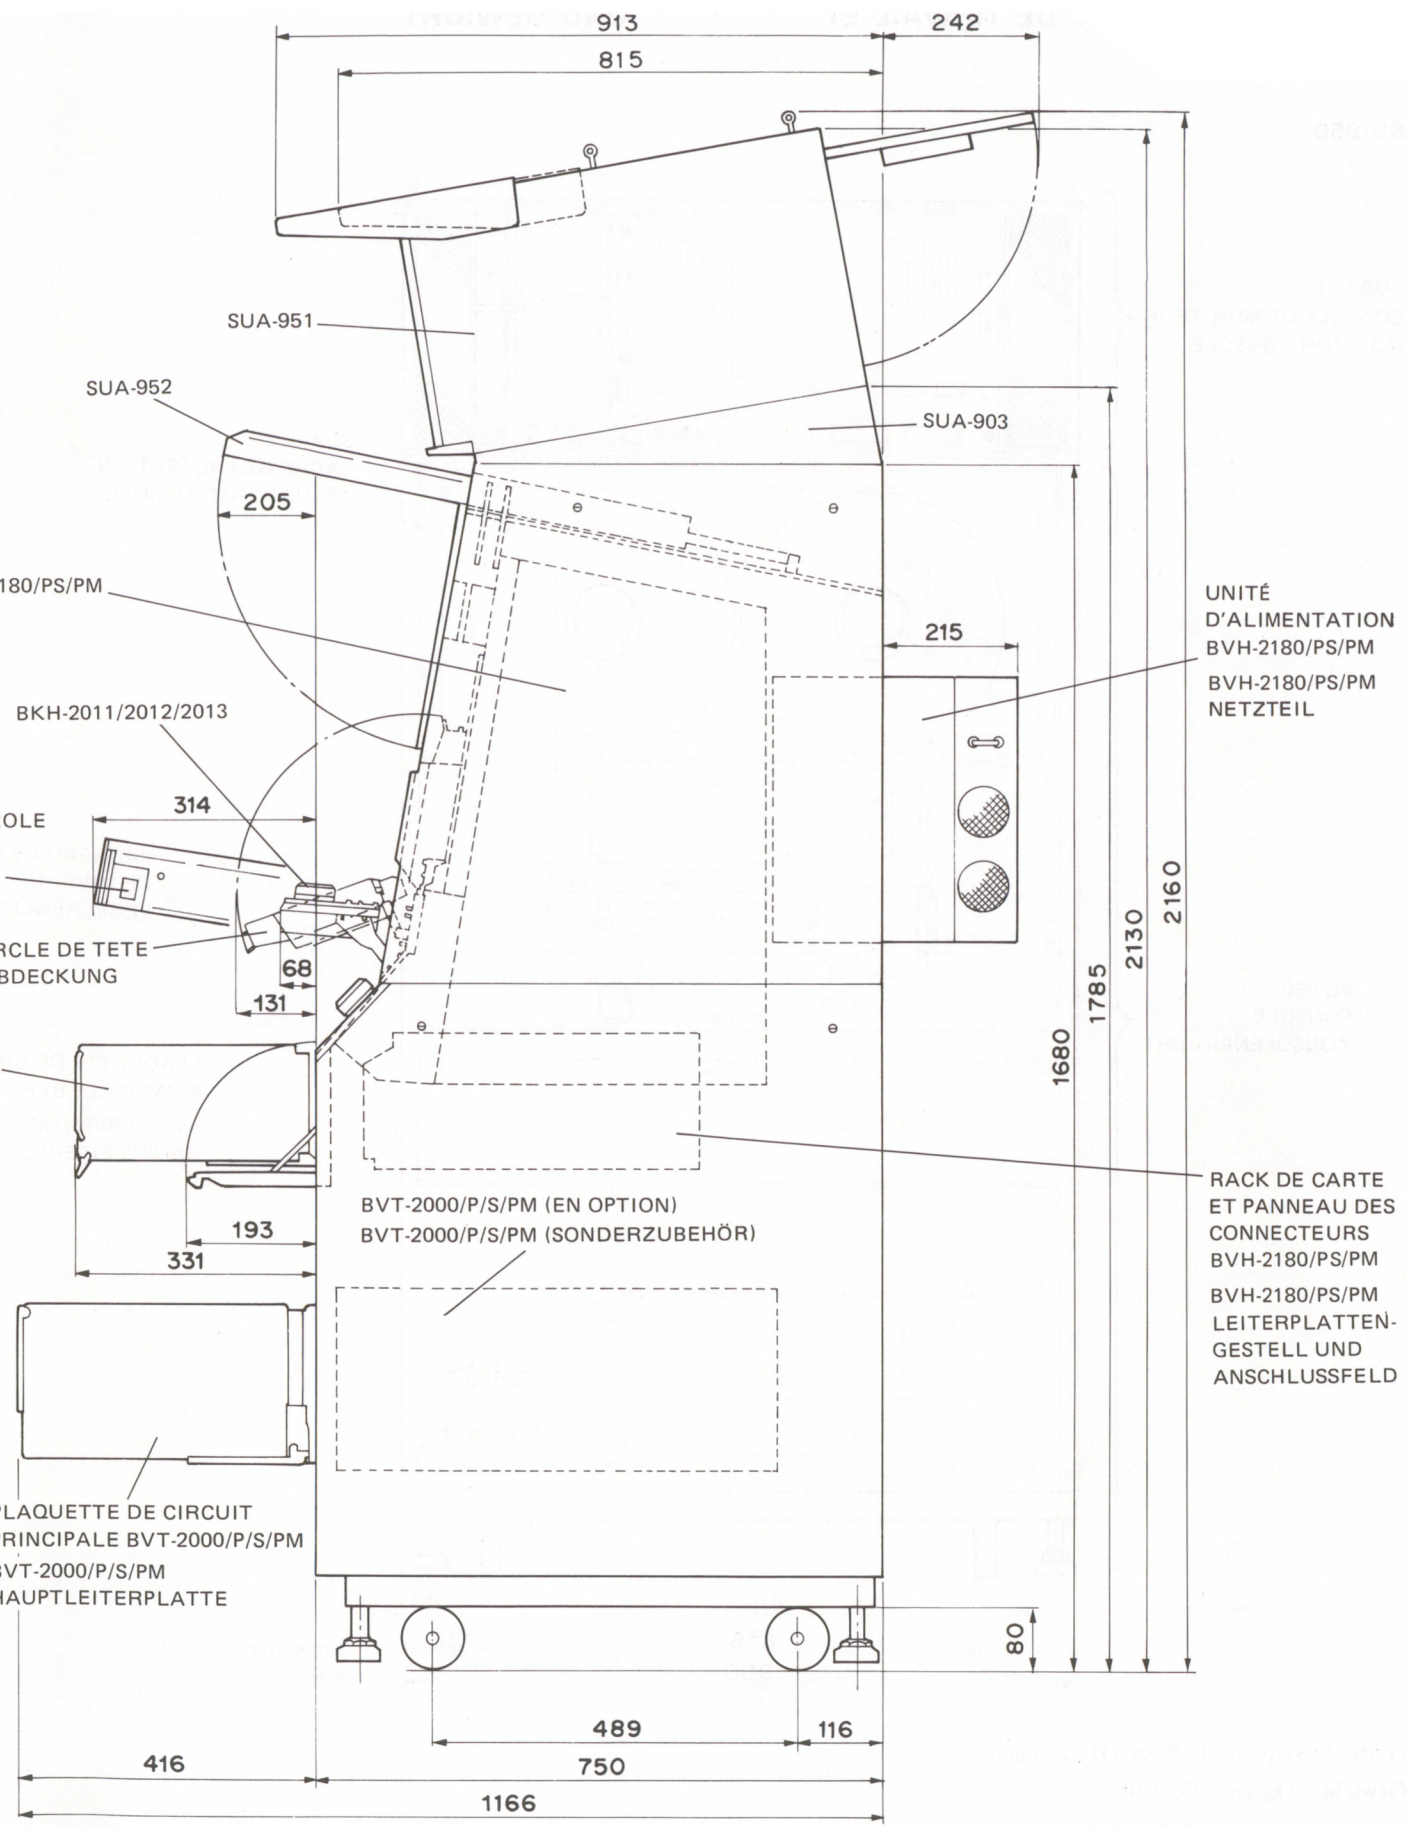 913
242
815
SUA-951
SUA-952
SUA-903
205
180/PS/PM
215
UNITÉ
D'ALIMENTATION
BVH-2180/PS/PM
BVH-2180/PS/PM
NETZTEIL
BKH-2011/2012/2013
314
OLE
RCLE DE TETE
BDECKUNG
68
131
2160
2130
1785
1680
193
331
BVT-2000/P/S/PM (EN OPTION)
BVT-2000/P/S/PM (SONDERZUBEHÖR)
RACK DE CARTE
ET PANNEAU DES
CONNECTEURS
BVH-2180/PS/PM
BVH-2180/PS/PM
LEITERPLATTEN-
GESTELL UND
ANSCHLUSSFELD
PLAQUETTE DE CIRCUIT
PRINCIPALE BVT-2000/P/S/PM
BVT-2000/P/S/PM
HAUPTLEITERPLATTE
80
489
116
416
750
1166